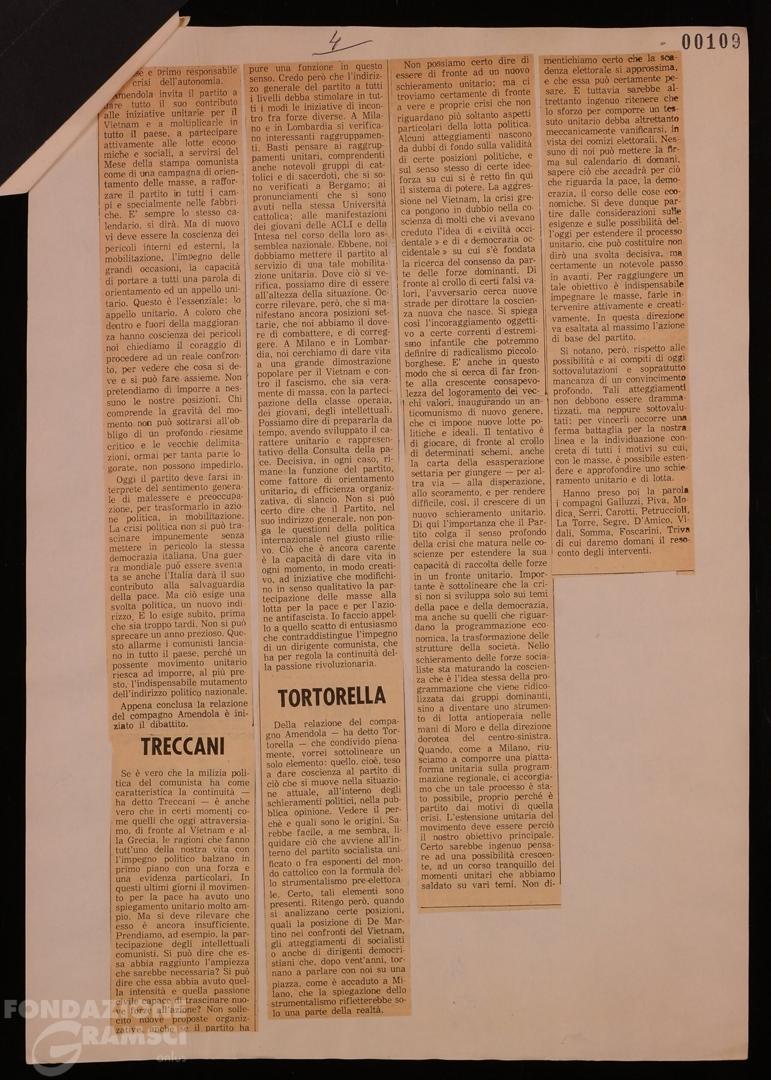 4
00109
se e primo responsabile
crisi dell'autonomia.
Amendola invita il partito a
dare tutto il suo contributo
alle iniziative unitarie per il
Vietnam e a moltiplicarle in
tutto il paese, a partecipare
attivamente alle lotte econo
miche e sociali, a servirsi del
Mese della stampa comunista
come di una campagna di orien-
tamento delle masse, a raffor-
zare il partito in tutti i cam-
pi e specialmente nelle fabbri-
che. E' sempre lo stesso ca-
lendario, si dirà. Ma di nuovo
vi deve essere la coscienza dei
pericoli interni ed esterni, la
mobilitazione, l'impegno delle
grandi occasioni, la capacità
di portare a tutti una parola di
orientamento ed un appello uni-
tario. Questo è l'essenziale: lo
appello unitario. A coloro che
dentro e fuori della maggioran-
za hanno coscienza dei pericoli
noi chiediamo il coraggio di
procedere ad un reale confron-
to, per vedere che cosa si de-
ve e si può fare assieme. Non
pretendiamo di imporre a nes-
suno le nostre posizioni. Chi
comprende la gravità del mo-
mento non può sottrarsi all'ob-
bligo di un profondo riesame
critico e le vecchie delimita-
zioni, ormai per tanta parte lo-
gorate, non possono impedirlo.
Oggi il partito deve farsi in-
terprete del sentimento genera-
le di malessere e preoccupa-
zione, per trasformarlo in azio-
ne politica, in mobilitazione.
La crisi politica non si può tra-
scinare impunemente senza
mettere in pericolo la stessa
democrazia italiana. Una guer-
ra mondiale può essere sventa
ta se anche l'Italia darà il suo
contributo alla salvaguardia
della pace. Ma ciò esige una
svolta politica, un nuovo indi-
rizzo. E lo esige subito, prima
che sia troppo tardi. Non si può
sprecare un anno prezioso. Que-
sto allarme i comunisti lancia-
no in tutto il paese, perché un
possente movimento unitario
riesca ad imporre, al più pre-
sto, l'indispensabile mutamento
dell'indirizzo politico nazionale.
Appena conclusa la relazione
del compagno Amendola è ini-
ziato il dibattito.
TRECCANI
Se è vero che la milizia poli-
tica del comunista ha come
caratteristica la continuità —
ha detto Treccani — è anche
vero che in certi momenti co-
me quelli che oggi attraversia-
mo, di fronte al Vietnam e al-
la Grecia, le ragioni che fanno
tutt'uno della nostra vita con
l'impegno politico balzano in
primo piano con una forza e
una evidenza particolari. In
questi ultimi giorni il movimen-
to per la pace ha avuto uno
spiegamento unitario molto am-
pio. Ma si deve rilevare che
esso è ancora insufficiente.
Prendiamo, ad esempio, la par-
tecipazione degli intellettuali
comunisti. Si può dire che es-
sa abbia raggiunto l'ampiezza
che sarebbe necessaria? Si può
dire che essa abbia avuto quel-
la intensità e quella passione
capace di trascinare nuo-
Non solle-
cito nuove proposte organiz-
zative, anche se il partito ha
pure una funzione in questo
senso. Credo però che l'indiriz-
zo generale del partito a tutti
i livelli debba stimolare in tut-
ti i modi le iniziative di incon-
tro fra forze diverse. A Mila-
no e in Lombardia si verifica-
no interessanti raggruppamen-
ti. Basti pensare ai raggrup-
pamenti unitari, comprendenti
anche notevoli gruppi di cat-
tolici e di sacerdoti, che si so-
no verificati a Bergamo; ai
pronunciamenti che si sono
avuti nella stessa Università
cattolica; alle manifestazioni
dei giovani delle ACLI e della
Intesa nel corso della loro as-
semblea nazionale. Ebbene, noi
dobbiamo mettere il partito al
servizio di una tale mobilita-
zione unitaria. Dove ciò si ve-
rifica, possiamo dire di essere
all'altezza della situazione. Oc-
corre rilevare, però, che si ma-
nifestano ancora posizioni set-
tarie, che noi abbiamo il dove-
re di combattere, e di correg-
gere. A Milano e in Lombar-
dia, noi cerchiamo di dar vita
a una grande dimostrazione
popolare per il Vietnam e con-
tro il fascismo, che sia vera-
mente di massa, con la parteci-
pazione della classe operaia,
dei giovani, degli intellettuali.
Possiamo dire di prepararla da
tempo, avendo sviluppato il ca-
rattere unitario e rappresen-
tativo della Consulta della pa-
ce. Decisiva, in ogni caso, ri-
mane la funzione del partito,
come fattore di orientamento
unitario, di efficienza organiz-
zativa, di slancio. Non si può
certo dire che il Partito, nel
suo indirizzo generale, non pon-
ga le questioni della politica
internazionale nel giusto rilie-
vo. Ciò che è ancora carente
è la capacità di dare vita in
ogni momento, in modo creati-
vo, ad iniziative che modifichi-
no in senso qualitativo la par-
tecipazione delle masse alla
lotta per la pace e per l'azio-
ne antifascista. Io faccio appel-
lo a quello scatto di entusiasmo
che contraddistingue l'impegno
di un dirigente comunista, che
ha per regola la continuità del-
la passione rivoluzionaria.
TORTORELLA
Della relazione del compa-
gno Amendola — ha detto Tor-
torella — che condivido piena-
mente, vorrei sottolineare un
solo elemento: quello, cioè, teso
a dare coscienza al partito di
ciò che si muove nella situazio-
ne attuale, all'interno degli
schieramenti politici, nella pub-
blica opinione. Vedere il per-
ché e quali sono le origini. Sa-
rebbe facile, a me sembra, li-
quidare ciò che avviene all'in-
terno del partito socialista uni-
ficato o fra esponenti del mon-
do cattolico con la formula del-
lo strumentalismo pre-elettora-
le. Certo, tali elementi sono
presenti. Ritengo però, quando
si analizzano certe posizioni,
quali la posizione di De Mar-
tino nei confronti del Vietnam,
gli atteggiamenti di socialisti
o anche di dirigenti democri-
stiani che, dopo vent'anni, tor-
nano a parlare con noi su una
piazza, come è accaduto a Mi-
lano, che la spiegazione dello
strumentalismo rifletterebbe so-
lo una parte della realtà.
Non possiamo certo dire di
essere di fronte ad un nuovo
schieramento unitario; ma ci
troviamo certamente di fronte
a vere e proprie crisi che non
riguardano più soltanto aspetti
particolari della lotta politica.
Alcuni atteggiamenti nascono
da dubbi di fondo sulla validità
di certe posizioni politiche, e
sul senso stesso di certe idee
forza su cui si è retto fin qui
il sistema di potere. La aggres-
sione nel Vietnam, la crisi gre-
ca pongono in dubbio nella co-
scienza di molti che vi avevano
creduto l'idea di «civiltà occi-
dentale» e di «democrazia oc-
cidentale» su cui s'è fondata
la ricerca del consenso da par-
te delle forze dominanti. Di
fronte al crollo di certi falsi va-
lori, l'avversario cerca nuove
strade per dirottare la coscien-
za nuova che nasce. Si spiega
così l'incoraggiamento oggetti-
vo a certe correnti d'estremi-
smo infantile che potremmo
definire di radicalismo piccolo-
borghese. E' anche in questo
modo che si cerca di far fron-
te alla crescente consapevo-
lezza del logoramento dei vec-
chi valori, inaugurando un an-
ticomunismo di nuovo genere,
che ci impone nuove lotte po-
litiche e ideali. Il tentativo è
di giocare, di fronte al crollo
di determinati schemi, anche
la carta della esasperazione
settaria per giungere — per al-
tra via — alla disperazione,
allo scoramento, e per rendere
difficile, così, il crescere di un
nuovo schieramento unitario.
Di qui l'importanza che il Par-
tito colga il senso profondo
della crisi che matura nelle co-
scienze per estendere la sua
capacità di raccolta delle forze
in un fronte unitario. Impor-
tante è sottolineare che la cri-
si non si sviluppa solo sui temi
della pace e della democrazia,
ma anche su quelli che riguar-
dano la programmazione eco-
nomica, la trasformazione delle
strutture della società. Nello
schieramento delle forze socia-
liste sta maturando la coscien-
za che è l'idea stessa della pro-
grammazione che viene ridico-
lizzata dai gruppi dominanti,
sino a diventare uno strumen-
to di lotta antioperaia nelle
mani di Moro e della direzione
dorotea del centro-sinistra.
Quando, come a Milano, riu-
sciamo a comporre una piatta-
forma unitaria sulla program-
mazione regionale, ci accorgia-
mo che un tale processo è sta-
to possibile, proprio perché è
partito dai motivi di quella
crisi. L'estensione unitaria del
movimento deve essere perciò
il nostro obiettivo principale.
Certo sarebbe ingenuo pensa-
re ad una possibilità crescen-
te, ad un corso tranquillo dei
momenti unitari che abbiamo
saldato su vari temi. Non di-
mentichiamo certo che la sca-
denza elettorale si approssima,
e che essa può certamente pe-
sare. E tuttavia sarebbe al-
trettanto ingenuo ritenere che
lo sforzo per comporre un tes-
suto unitario debba altrettanto
meccanicamente vanificarsi, in
vista dei comizi elettorali. Nes-
suno di noi può mettere la fir-
ma sul calendario di domani,
sapere ciò che accadrà per ciò
che riguarda la pace, la demo-
crazia, il corso delle cose eco-
nomiche. Si deve dunque par-
tire dalle considerazioni sulle
esigenze e sulle possibilità del-
l'oggi per estendere il processo
unitario, che può costituire non
dirò una svolta decisiva, ma
certamente un notevole passo
in avanti. Per raggiungere un
tale obiettivo è indispensabile
impegnare le masse, farle in-
tervenire attivamente e creati-
vamente. In questa direzione
va esaltata al massimo l'azione
di base del partito.
Si notano, però, rispetto alle
possibilità e ai compiti di oggi
sottovalutazioni e soprattutto
mancanza di un convincimento
profondo. Tali atteggiamenti
non debbono essere dramma-
tizzati, ma neppure sottovalu-
tati: per vincerli occorre una
ferma battaglia per la nostra
linea e la individuazione con-
creta di tutti i motivi su cui,
con le masse, è possibile esten-
dere e approfondire uno schie-
ramento unitario e di lotta.
Hanno preso poi la parola
i compagni Galluzzi, Piva, Mo-
dica, Serri, Carotti, Petruccioli,
La Torre, Segre, D'Amico, Vi-
dali, Somma, Foscarini, Triva
di cui daremo domani il reso-
conto degli interventi.
FONDAZIONE
GRAMSCI
onlus